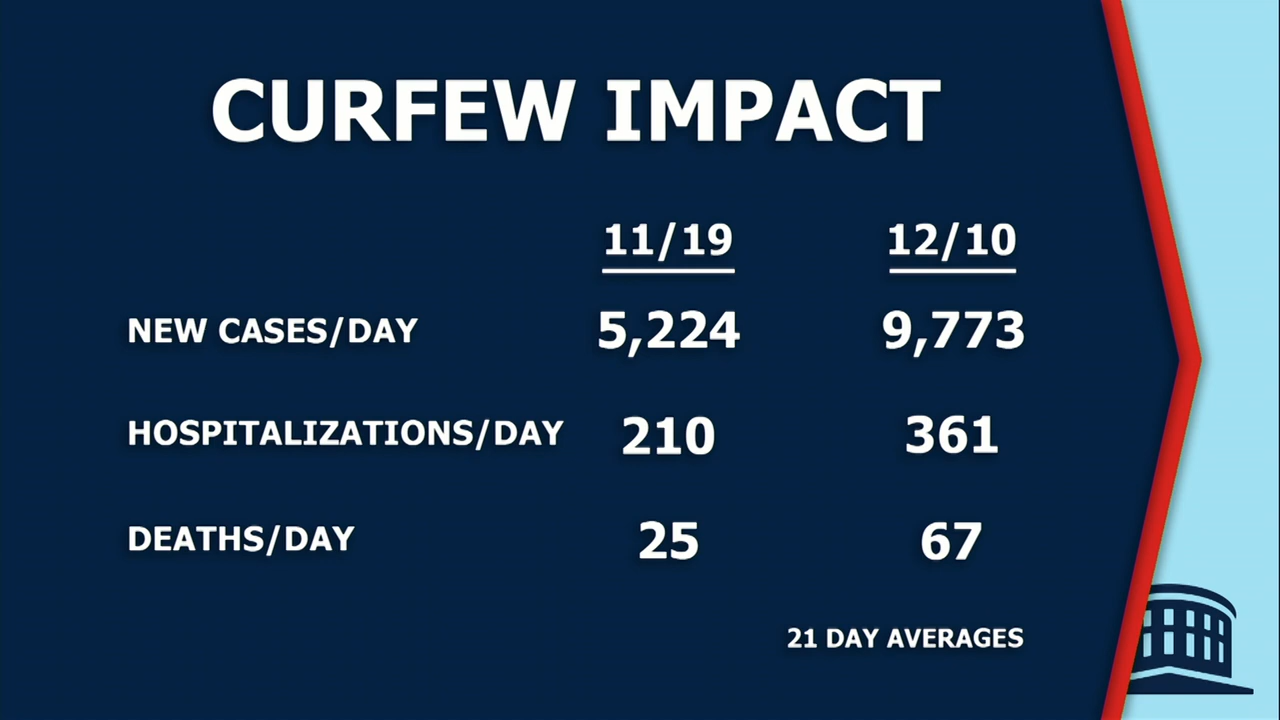 CURFEW IMPACT
11/19 12/10
NEW CASES/DAY 5,224 9,773
HOSPITALIZATIONS/DAY 210 361
DEATHS/DAY 25 67
21 DAY AVERAGES